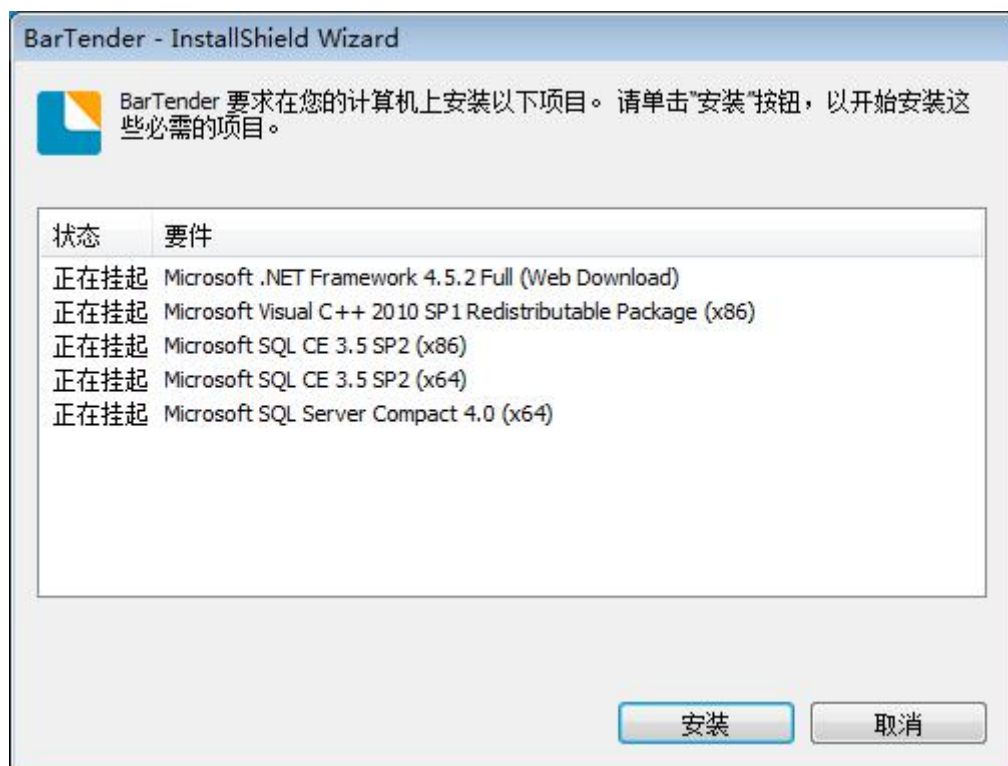 BarTender - InstallShield Wizard
BarTender 要求在您的计算机上安装以下项目。 请单击"安装"按钮，以开始安装这
些必需的项目。
状态 要件
正在挂起 Microsoft .NET Framework 4.5.2 Full (Web Download)
正在挂起 Microsoft Visual C++ 2010 SP1 Redistributable Package (x86)
正在挂起 Microsoft SQL CE 3.5 SP2 (x86)
正在挂起 Microsoft SQL CE 3.5 SP2 (x64)
正在挂起 Microsoft SQL Server Compact 4.0 (x64)
安装 取消